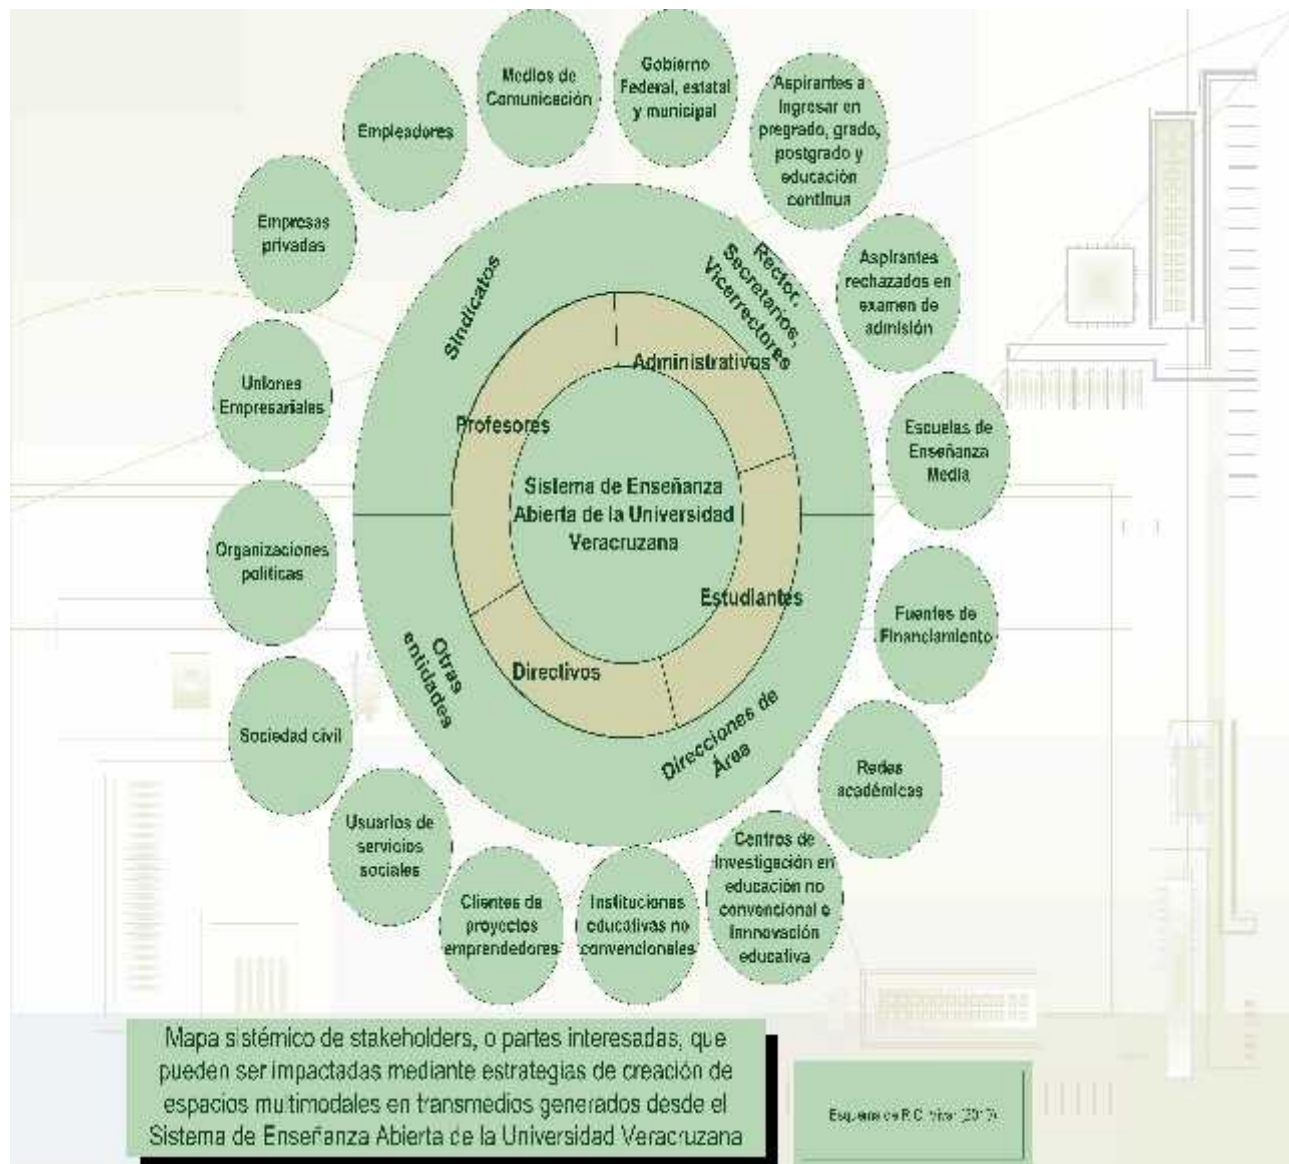 Medios de
Comunicación
Gobierno
Federal, estatal
y municipal
Aspirantes a
Ingresar en
pregrado, grado,
postgrado y
educación
contínua
Empleadores
Empresas
privadas
Aspirantes
rechazados en
examen de
admisión
Sindicatos
Rector,
Secretarios,
Vicerrectores
Uniones
Empresariales
Administrativos
Profesores
Escuelas de
Enseñanza
Media
Sistema de Enseñanza
Abierta de la Universidad
Veracruzana
Organizaciones
políticas
Estudiantes
Fuentes de
Financiamiento
Otras
entidades
Directivos
Direcciones de
Área
Sociedad civil
Redes
académicas
Usuarios de
servicios
sociales
Clientes de
proyectos
emprendedores
Instituciones
educativas no
convencionales
Centros de
Investigación en
educación no
convencional e
Innnovación
educativa
Mapa sistémico de stakeholders, o partes interesadas, que
pueden ser impactadas mediante estrategias de creación de
espacios multimodales en transmedios generados desde el
Sistema de Enseñanza Abierta de la Universidad Veracruzana
Esquema de R.C.